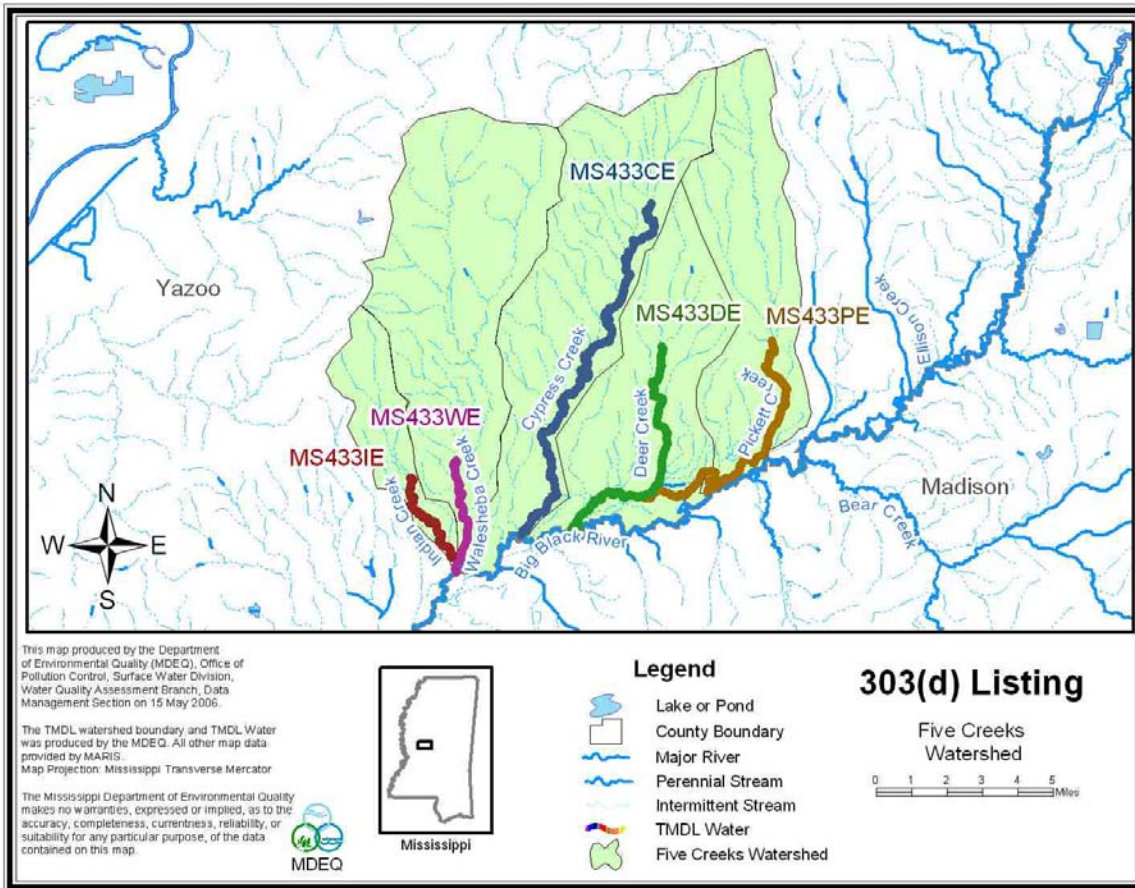 MS433CE
Yazoo
Ellison Creek
MS433DE
MS433PE
Cypress Creek
Pickett Creek
MS433WE
Deer Creek
Waleshepa Creek
MS433IE
Madison
Indian Creek
Bear Creek
Big Black River
N
W
E
S
This map produced by the Department
of Environmental Quality (MDEQ), Office of
Pollution Control, Surface Water Division,
Water Quality Assessment Branch, Data
Management Section on 15 May 2006.
The TMDL watershed boundary and TMDL Water
was produced by the MDEQ. All other map data
provided by MARIS.
Map Projection: Mississippi Transverse Mercator
The Mississippi Department of Environmental Quality
makes no warranties, expressed or implied, as to the
accuracy, completeness, currentness, reliability, or
suitability for any particular purpose, of the data
contained on this map.
MDEQ
Mississippi
Legend
Lake or Pond
County Boundary
Major River
Perennial Stream
Intermittent Stream
TMDL Water
Five Creeks Watershed
303(d) Listing
Five Creeks
Watershed
0 1 2 3 4 5
Miles